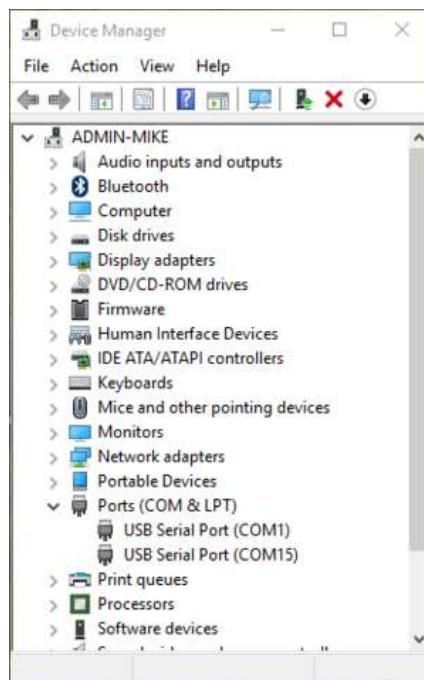 Device Manager
File Action View Help
ADMIN-MIKE
Audio inputs and outputs
Bluetooth
Computer
Disk drives
Display adapters
DVD/CD-ROM drives
Firmware
Human Interface Devices
IDE ATA/ATAPI controllers
Keyboards
Mice and other pointing devices
Monitors
Network adapters
Portable Devices
Ports (COM & LPT)
USB Serial Port (COM1)
USB Serial Port (COM15)
Print queues
Processors
Software devices